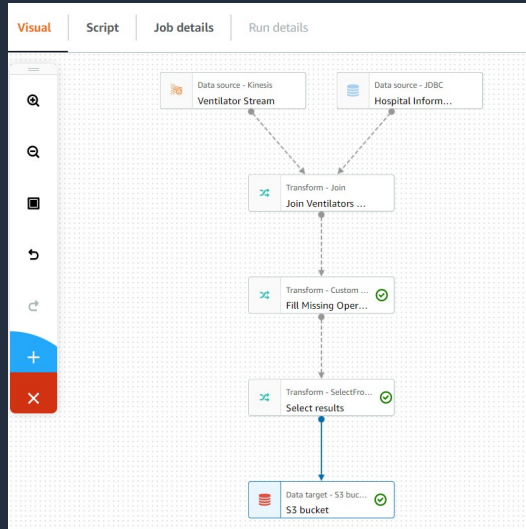 Visual
Script
Job details
Run details
Data source - Kinesis
Ventilator Stream
Data source - JDBC
Hospital Inform...
Transform - Join
Join Ventilators ...
Transform - Custom ...
Fill Missing Oper...
Transform - SelectFro...
Select results
Data target - S3 buc...
S3 bucket